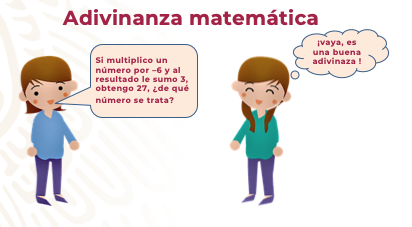 Adivinanza matemática
Si multiplico un
número por –6 y al
resultado le sumo 3,
obtengo 27, ¿de qué
número se trata?
¡vaya, es
una buena
adivinaza !